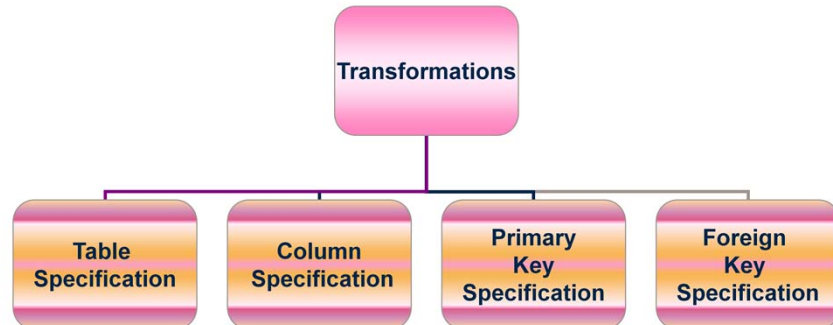 Transformations
Table
Specification
Column
Specification
Primary
Key
Specification
Foreign
Key
Specification